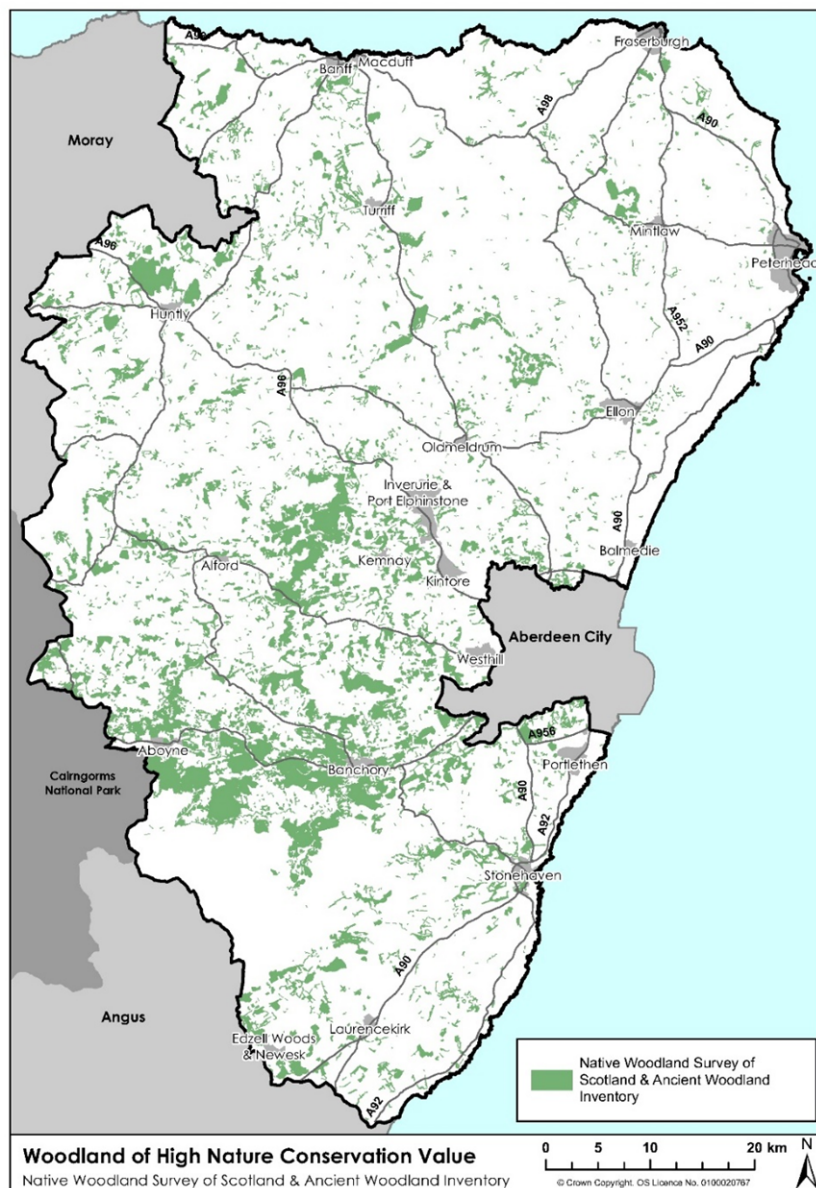 A98
Fraserburgh
Macduff
Banff
A98
A90
Moray
Turriff
Mintlaw
A96
Peterhead
Huntly
A952
A90
A96
Ellon
Oldmeldrum
Inverurie &
Port Elphinstone
A90
Balmedie
Kemnay
Alford
Kintore
Aberdeen City
Westhill
A956
Aboyne
Portlethen
Banchory
Cairngorms
National Park
A90
A92
Stonehaven
A90
Angus
Laurencekirk
Edzell Woods
& Newesk
Native Woodland Survey of
Scotland & Ancient Woodland
Inventory
A92
Woodland of High Nature Conservation Value
Native Woodland Survey of Scotland & Ancient Woodland Inventory
0 5 10 20 km
N
© Crown Copyright. OS Licence No. 0100020767